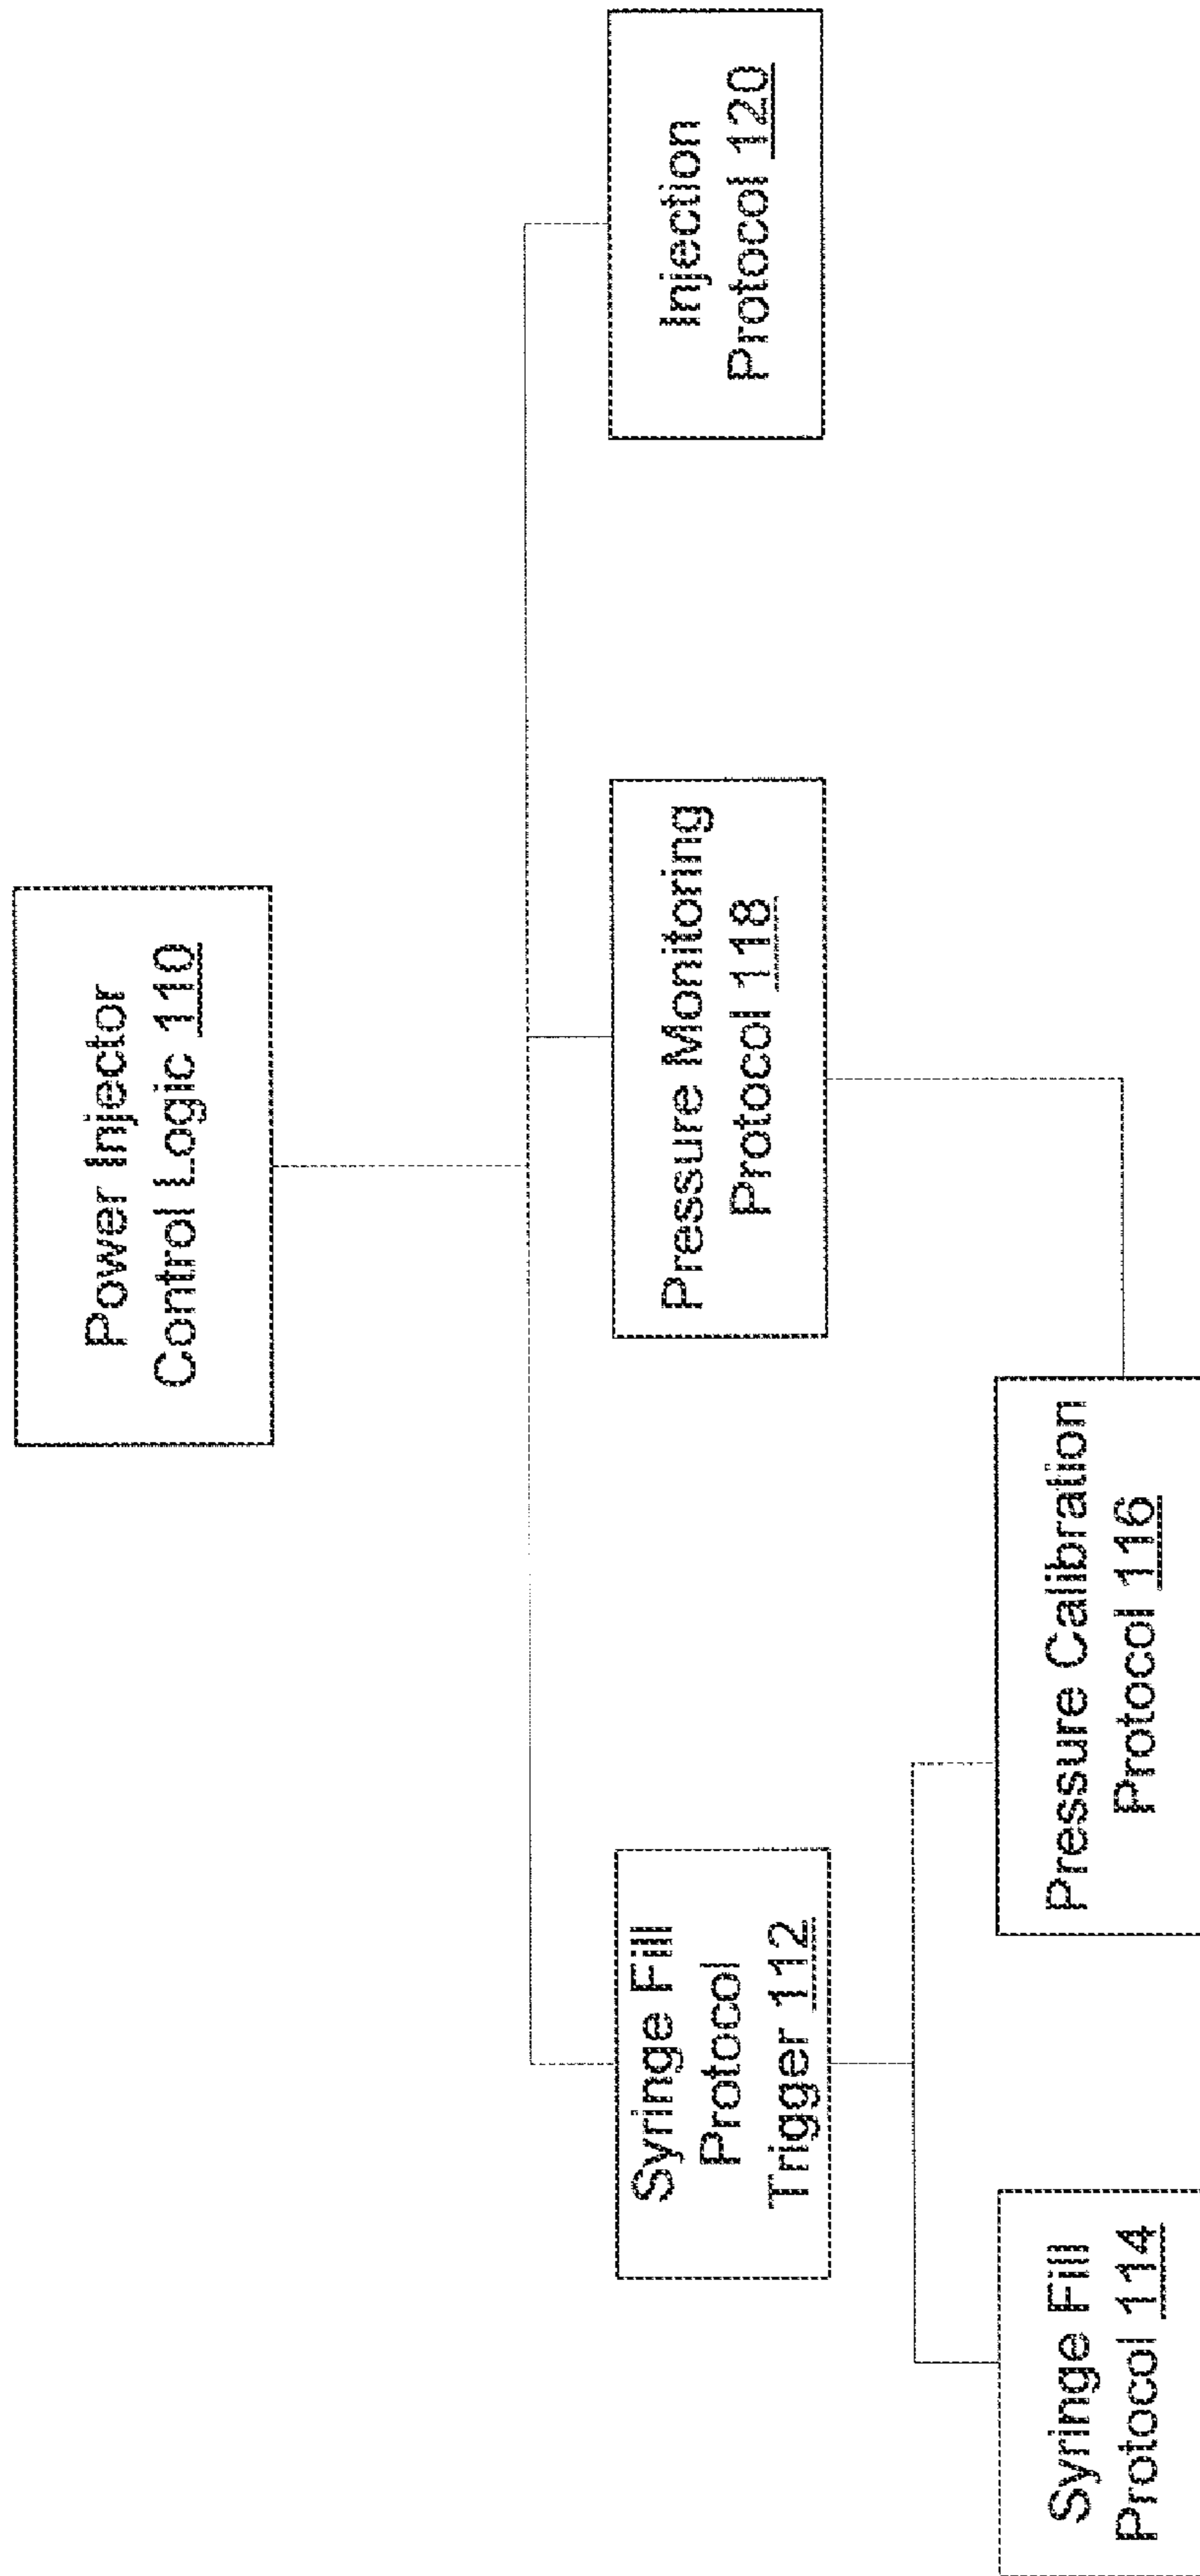 Power Injector
Control Logic 110
Syringe Fill
Protocol
Trigger 112
Pressure Monitoring
Protocol 118
Injection
Protocol 120
Syringe Fill
Protocol 114
Pressure Calibration
Protocol 116